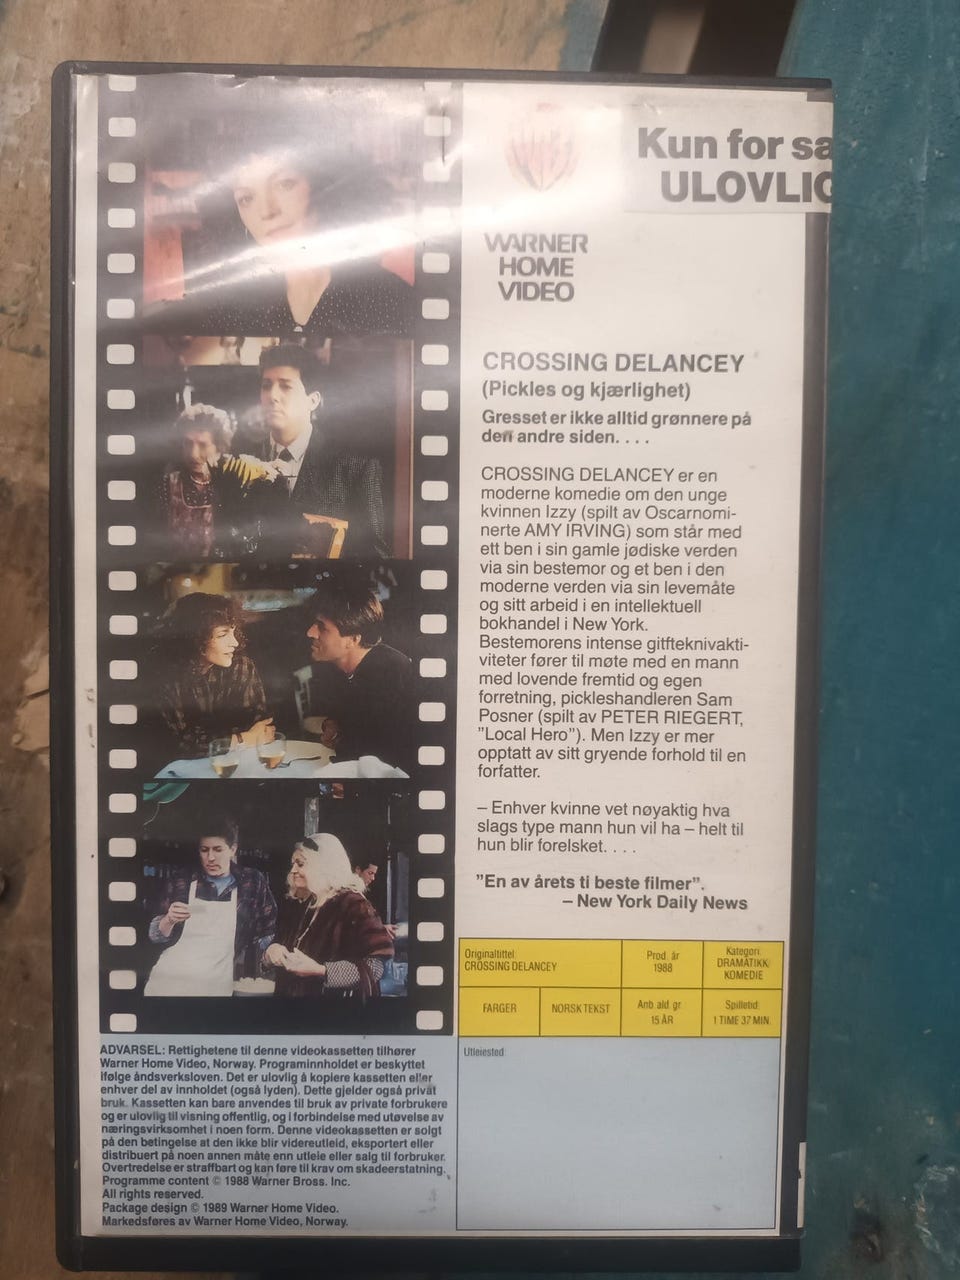 Kun for sa
ULOVLIG
WARNER
HOME
VIDEO
CROSSING DELANCEY
(Pickles og kjærlighet)
Gresset er ikke alltid grønnere på
den andre siden. . . .
CROSSING DELANCEY er en
moderne komedie om den unge
kvinnen Izzy (spilt av Oscarnomi-
nerte AMY IRVING) som står med
ett ben i sin gamle jødiske verden
via sin bestemor og et ben i den
moderne verden via sin levemåte
og sitt arbeid i en intellektuell
bokhandel i New York.
Bestemorens intense gitfteknivakti-
viteter fører til møte med en mann
med lovende fremtid og egen
forretning, pickleshandleren Sam
Posner (spilt av PETER RIEGERT,
"Local Hero"). Men Izzy er mer
opptatt av sitt gryende forhold til en
forfatter.
– Enhver kvinne vet nøyaktig hva
slags type mann hun vil ha – helt til
hun blir forelsket. . . .
"En av årets ti beste filmer".
– New York Daily News
Originaltittel:
CROSSING DELANCEY
Prod. år
1988
Kategori:
DRAMATIKK
KOMEDIE
FARGER
NORSK TEKST
Anb. ald. gr.
15 ÅR
Spilletid:
1 TIME 37 MIN.
Utleiested:
ADVARSEL: Rettighetene til denne videokassetten tilhører
Warner Home Video, Norway. Programinnholdet er beskyttet
ifølge åndsverksloven. Det er ulovlig å kopiere kassetten eller
enhver del av innholdet (også lyden). Dette gjelder også privat
bruk. Kassetten kan bare anvendes til bruk av private forbrukere
og er ulovlig til visning offentlig, og i forbindelse med utøvelse av
næringsvirksomhet i noen form. Denne videokassetten er solgt
på den betingelse at den ikke blir videreutleid, eksportert eller
distribuert på noen annen måte enn utleie eller salg til forbruker.
Overtredelse er straffbart og kan føre til krav om skadeerstatning.
Programme content © 1988 Warner Bross. Inc.
All rights reserved.
Package design © 1989 Warner Home Video.
Markedsføres av Warner Home Video, Norway.